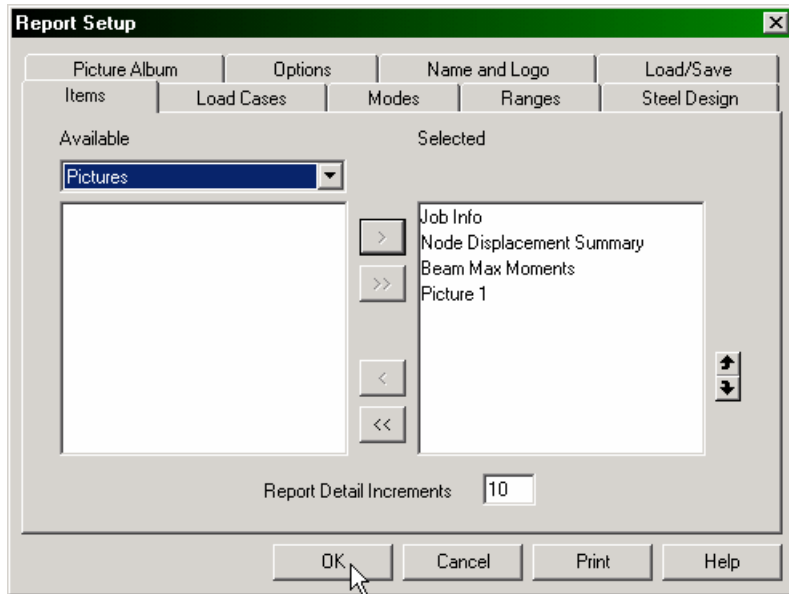 Report Setup
Picture Album Options Name and Logo Load/Save
Items Load Cases Modes Ranges Steel Design
Available Selected
Pictures
Job Info
> Node Displacement Summary
Beam Max Moments
>> Picture 1
<
<<
Report Detail Increments 10
OK Cancel Print Help